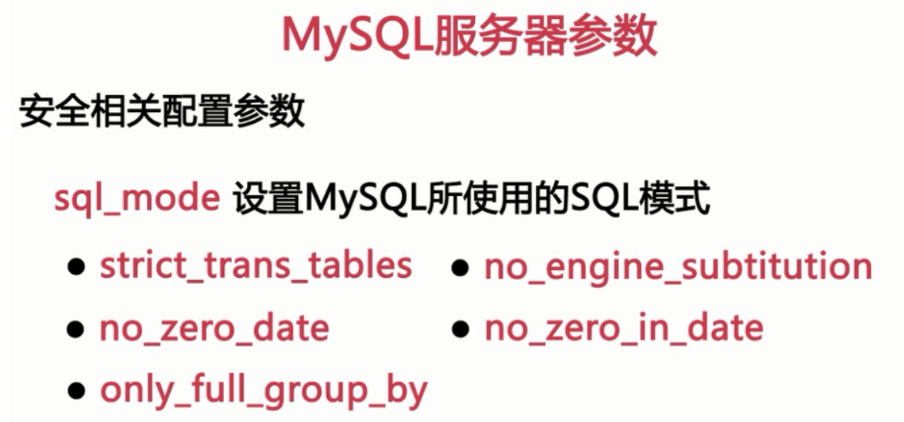 MySQL服务器参数
安全相关配置参数
sql_mode 设置MySQL所使用的SQL模式
● strict_trans_tables ● no_engine_subtitution
● no_zero_date ● no_zero_in_date
● only_full_group_by